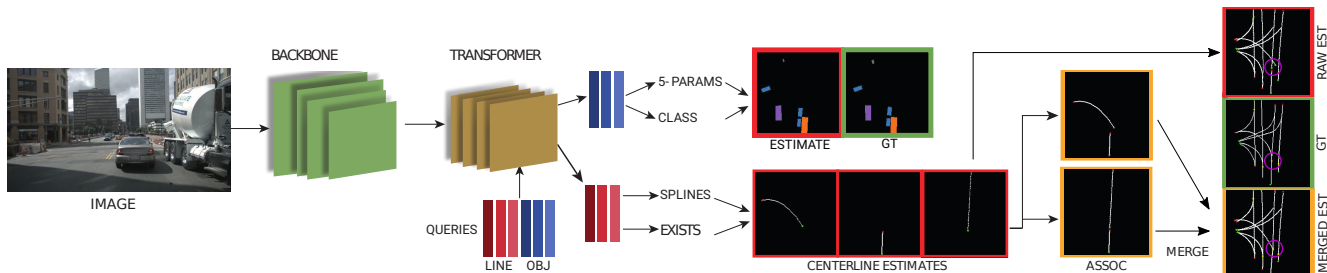 BACKBONE
TRANSFORMER
5- PARAMS
CLASS
ESTIMATE
GT
RAW EST
IMAGE
QUERIES
LINE
OBJ
SPLINES
EXISTS
CENTERLINE ESTIMATES
ASSOC
MERGE
GT
MERGED EST